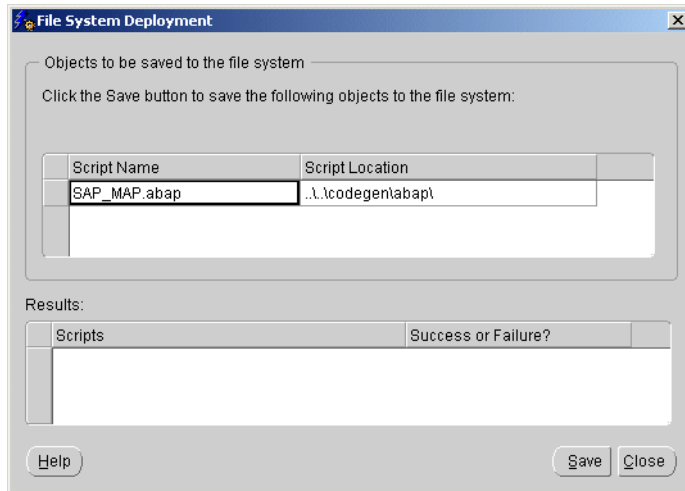 File System Deployment
Objects to be saved to the file system
Click the Save button to save the following objects to the file system:
Script Name Script Location
SAP_MAP.abap ..\..\codegen\abap\
Results:
Scripts Success or Failure?
Help Save Close